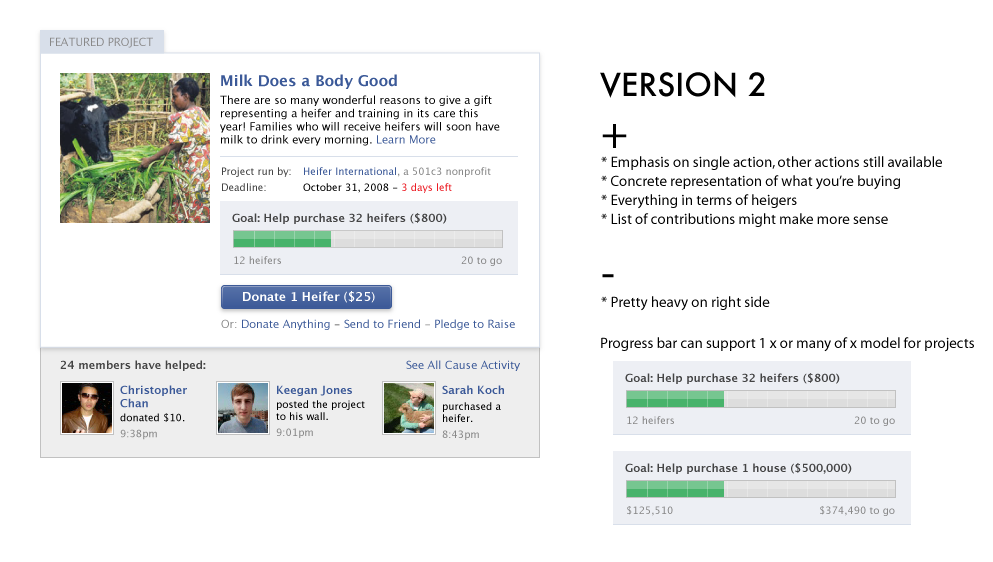 FEATURED PROJECT
Milk Does a Body Good
There are so many wonderful reasons to give a gift
representing a heifer and training in its care this
year! Families who will receive heifers will soon have
milk to drink every morning. Learn More
Project run by: Heifer International, a 501c3 nonprofit
Deadline: October 31, 2008 – 3 days left
Goal: Help purchase 32 heifers ($800)
12 heifers 20 to go
Donate 1 Heifer ($25)
Or: Donate Anything – Send to Friend – Pledge to Raise
24 members have helped: See All Cause Activity
Christopher
Chan
donated $10.
9:38pm
Keegan Jones
posted the project
to his wall.
9:01pm
Sarah Koch
purchased a
heifer.
8:43pm
VERSION 2
+
* Emphasis on single action, other actions still available
* Concrete representation of what you're buying
* Everything in terms of heigers
* List of contributions might make more sense
-
* Pretty heavy on right side
Progress bar can support 1 x or many of x model for projects
Goal: Help purchase 32 heifers ($800)
12 heifers 20 to go
Goal: Help purchase 1 house ($500,000)
$125,510 $374,490 to go